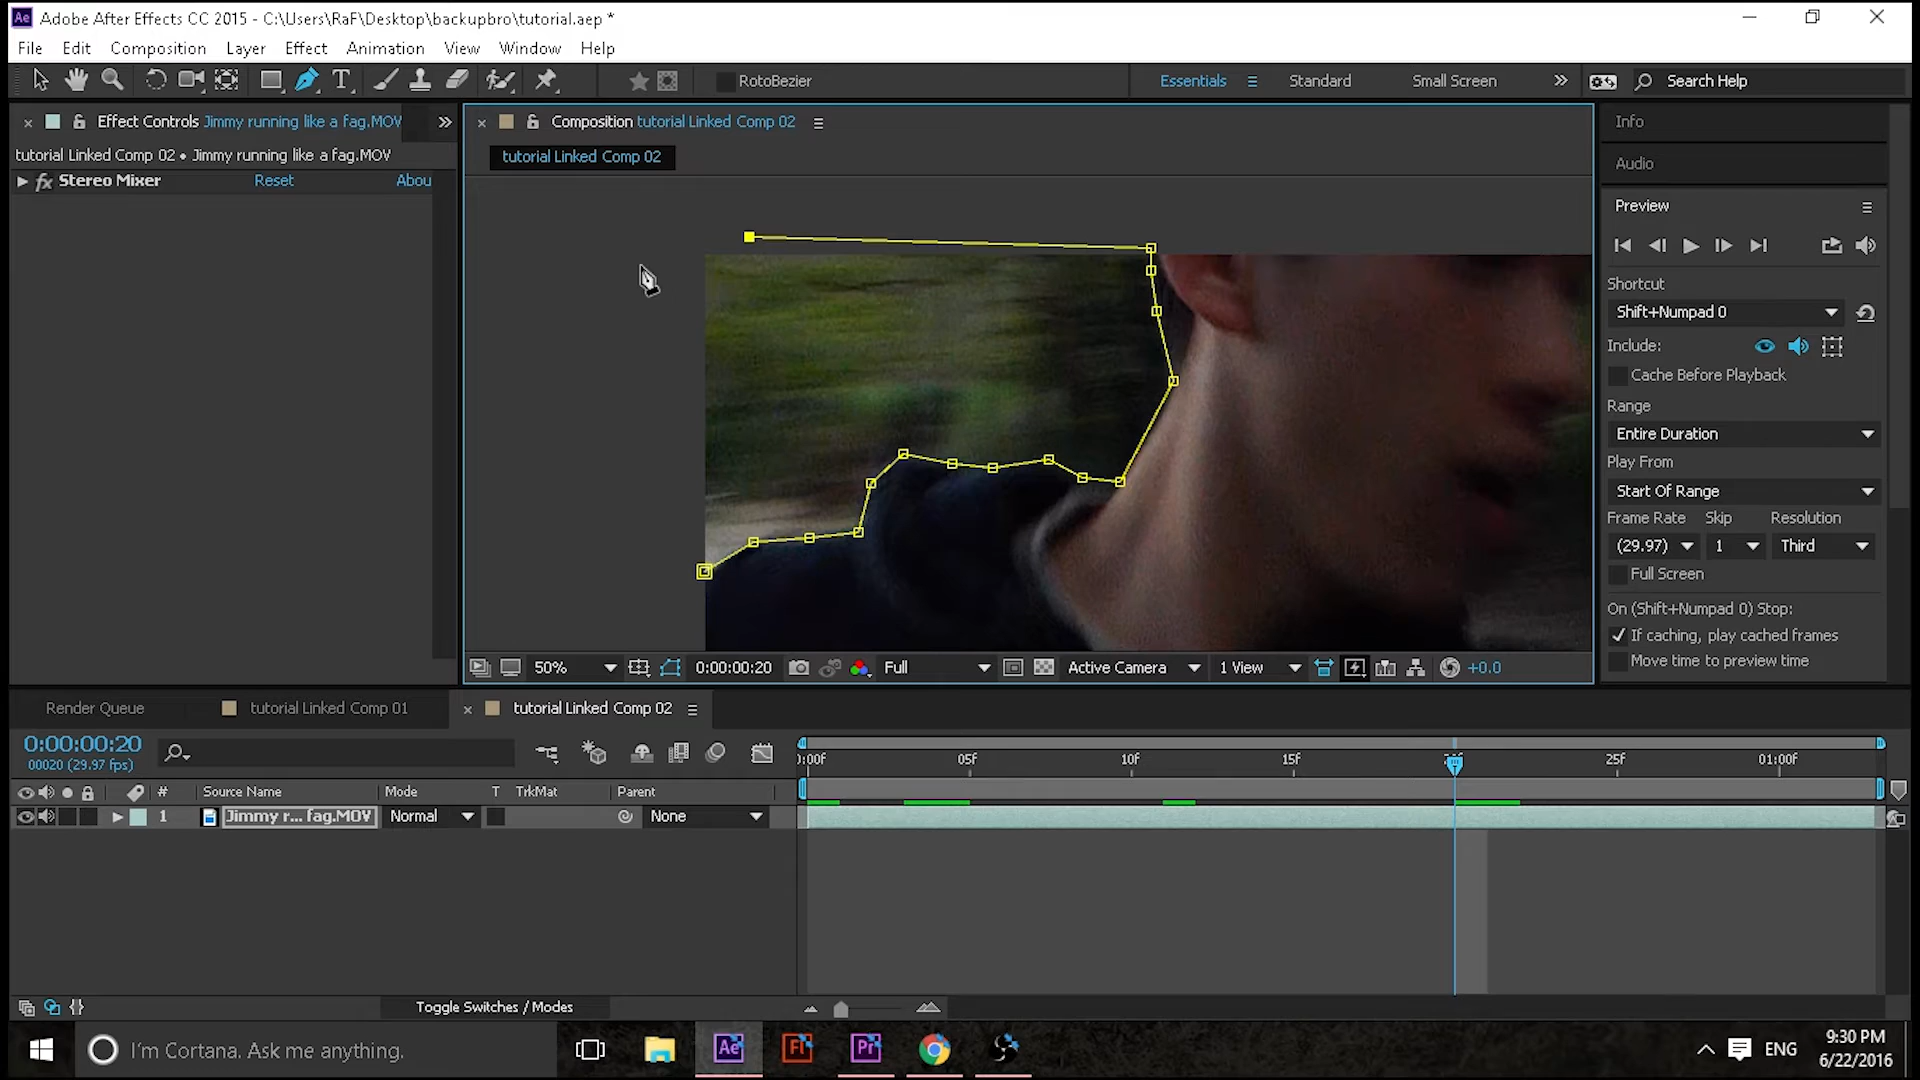 Ae Adobe After Effects CC 2015 - C:\Users\RaF\Desktop\backupbro\tutorial.aep *
File Edit Composition Layer Effect Animation View Window Help
T RotoBezier Essentials Standard Small Screen Search Help
Effect Controls Jimmy running like a fag.MOV
tutorial Linked Comp 02 • Jimmy running like a fag.MOV
fx Stereo Mixer Reset Abou
Composition tutorial Linked Comp 02
tutorial Linked Comp 02
Info
Audio
Preview
Shortcut
Shift+Numpad 0
Include:
Cache Before Playback
Range
Entire Duration
Play From
Start Of Range
Frame Rate Skip Resolution
(29.97) 1 Third
Full Screen
On (Shift+Numpad 0) Stop:
If caching, play cached frames
Move time to preview time
50% 0:00:00:20 Full Active Camera 1 View +0.0
Render Queue tutorial Linked Comp 01 tutorial Linked Comp 02
0:00:00:20
00020 (29.97 fps)
):00f 05f 10f 15f 25f 01:00f
# Source Name Mode T TrkMat Parent
1 Jimmy r... fag.MOV Normal None
Toggle Switches / Modes
I'm Cortana. Ask me anything.
Ae Fl Pr
ENG
9:30 PM
6/22/2016